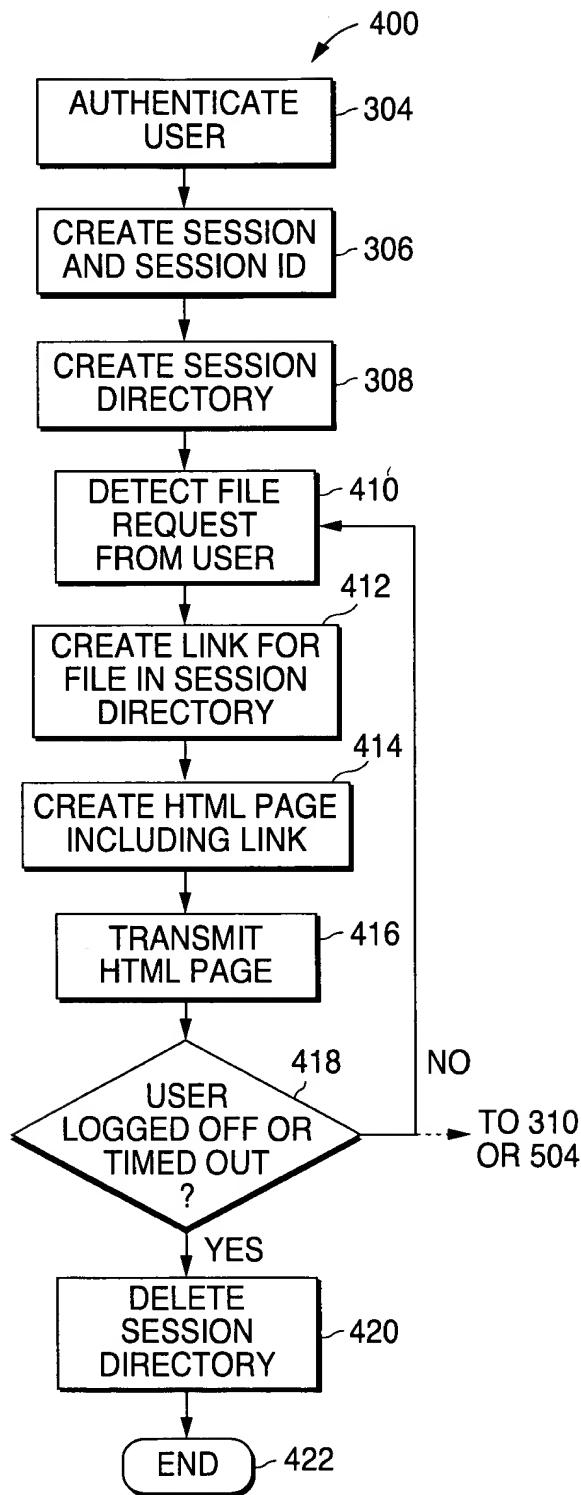 400
AUTHENTICATE
USER
304
CREATE SESSION
AND SESSION ID
306
CREATE SESSION
DIRECTORY
308
DETECT FILE
REQUEST
FROM USER
410
412
CREATE LINK FOR
FILE IN SESSION
DIRECTORY
414
CREATE HTML PAGE
INCLUDING LINK
TRANSMIT
HTML PAGE
416
418
USER
LOGGED OFF OR
TIMED OUT
?
NO
TO 310
OR 504
YES
DELETE
SESSION
DIRECTORY
420
END
422